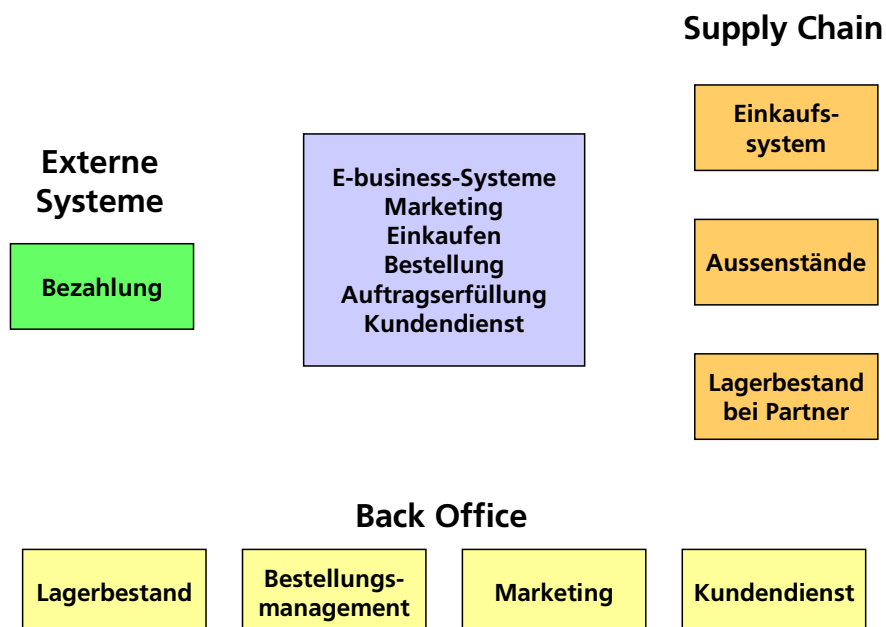 Supply Chain
Einkaufs-
system
Externe
Systeme
Bezahlung
E-business-Systeme
Marketing
Einkaufen
Bestellung
Auftragserfüllung
Kundendienst
Aussenstände
Lagerbestand
bei Partner
Back Office
Lagerbestand
Bestellungs-
management
Marketing
Kundendienst